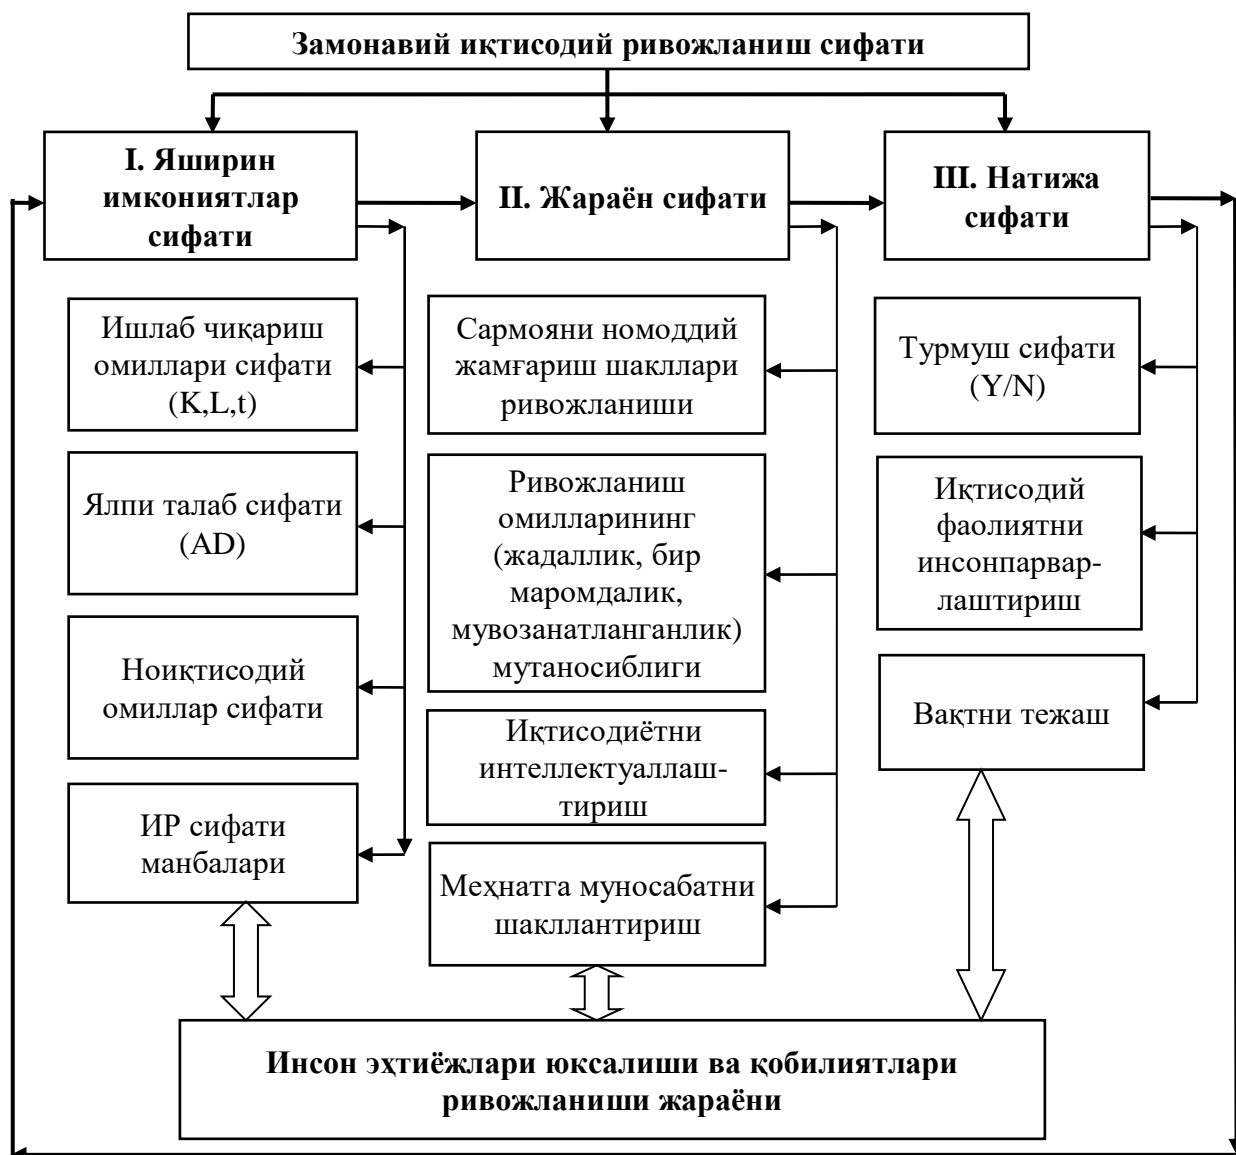 Замонавий иқтисодий ривожланиш сифати
I. Яширин
имкониятлар
сифати
II. Жараён сифати
III. Натижа
сифати
Ишлаб чиқариш
омиллари сифати
(K,L,t)
Ялпи талаб сифати
(AD)
Ноиқтисодий
омиллар сифати
ИР сифати
манбалари
Сармояни номоддий
жамғариш шакллари
ривожланиши
Ривожланиш
омилларининг
(жадаллик, бир
маромдалик,
мувозанатланганлик)
мутаносиблиги
Иқтисодиётни
интеллектуаллаш-
тириш
Меҳнатга муносабатни
шакллантириш
Турмуш сифати
(Y/N)
Иқтисодий
фаолиятни
инсонпарвар-
лаштириш
Вақтни тежаш
Инсон эҳтиёжлари юксалиши ва қобилиятлари
ривожланиши жараёни